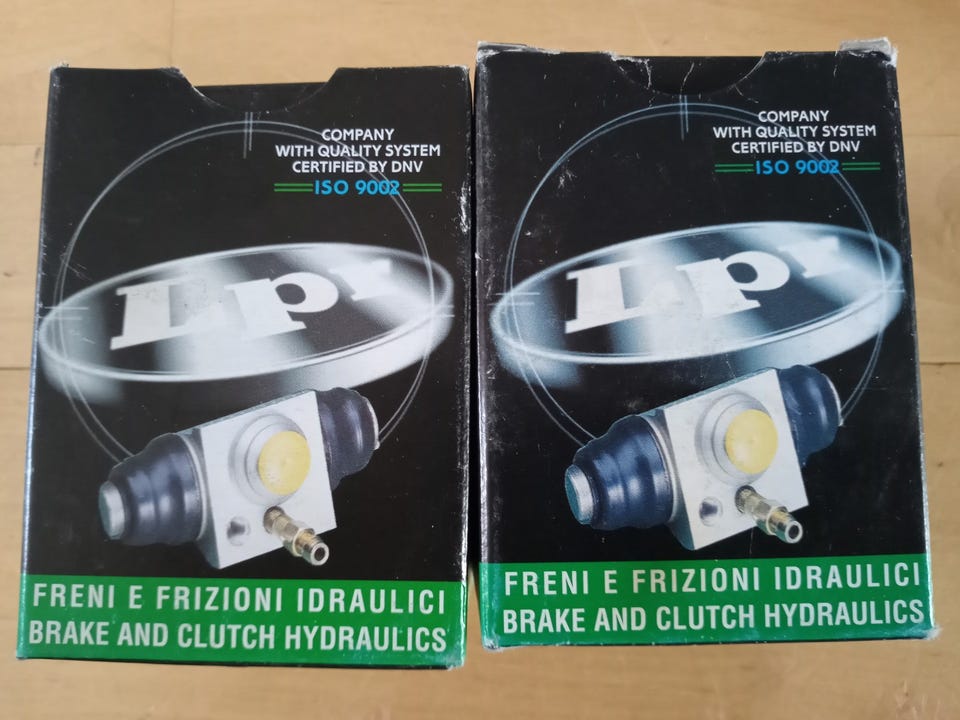 COMPANY
WITH QUALITY SYSTEM
CERTIFIED BY DNV
ISO 9002
Lpr
FRENI E FRIZIONI IDRAULICI
BRAKE AND CLUTCH HYDRAULICS
COMPANY
WITH QUALITY SYSTEM
CERTIFIED BY DNV
ISO 9002
Lpr
FRENI E FRIZIONI IDRAULICI
BRAKE AND CLUTCH HYDRAULICS